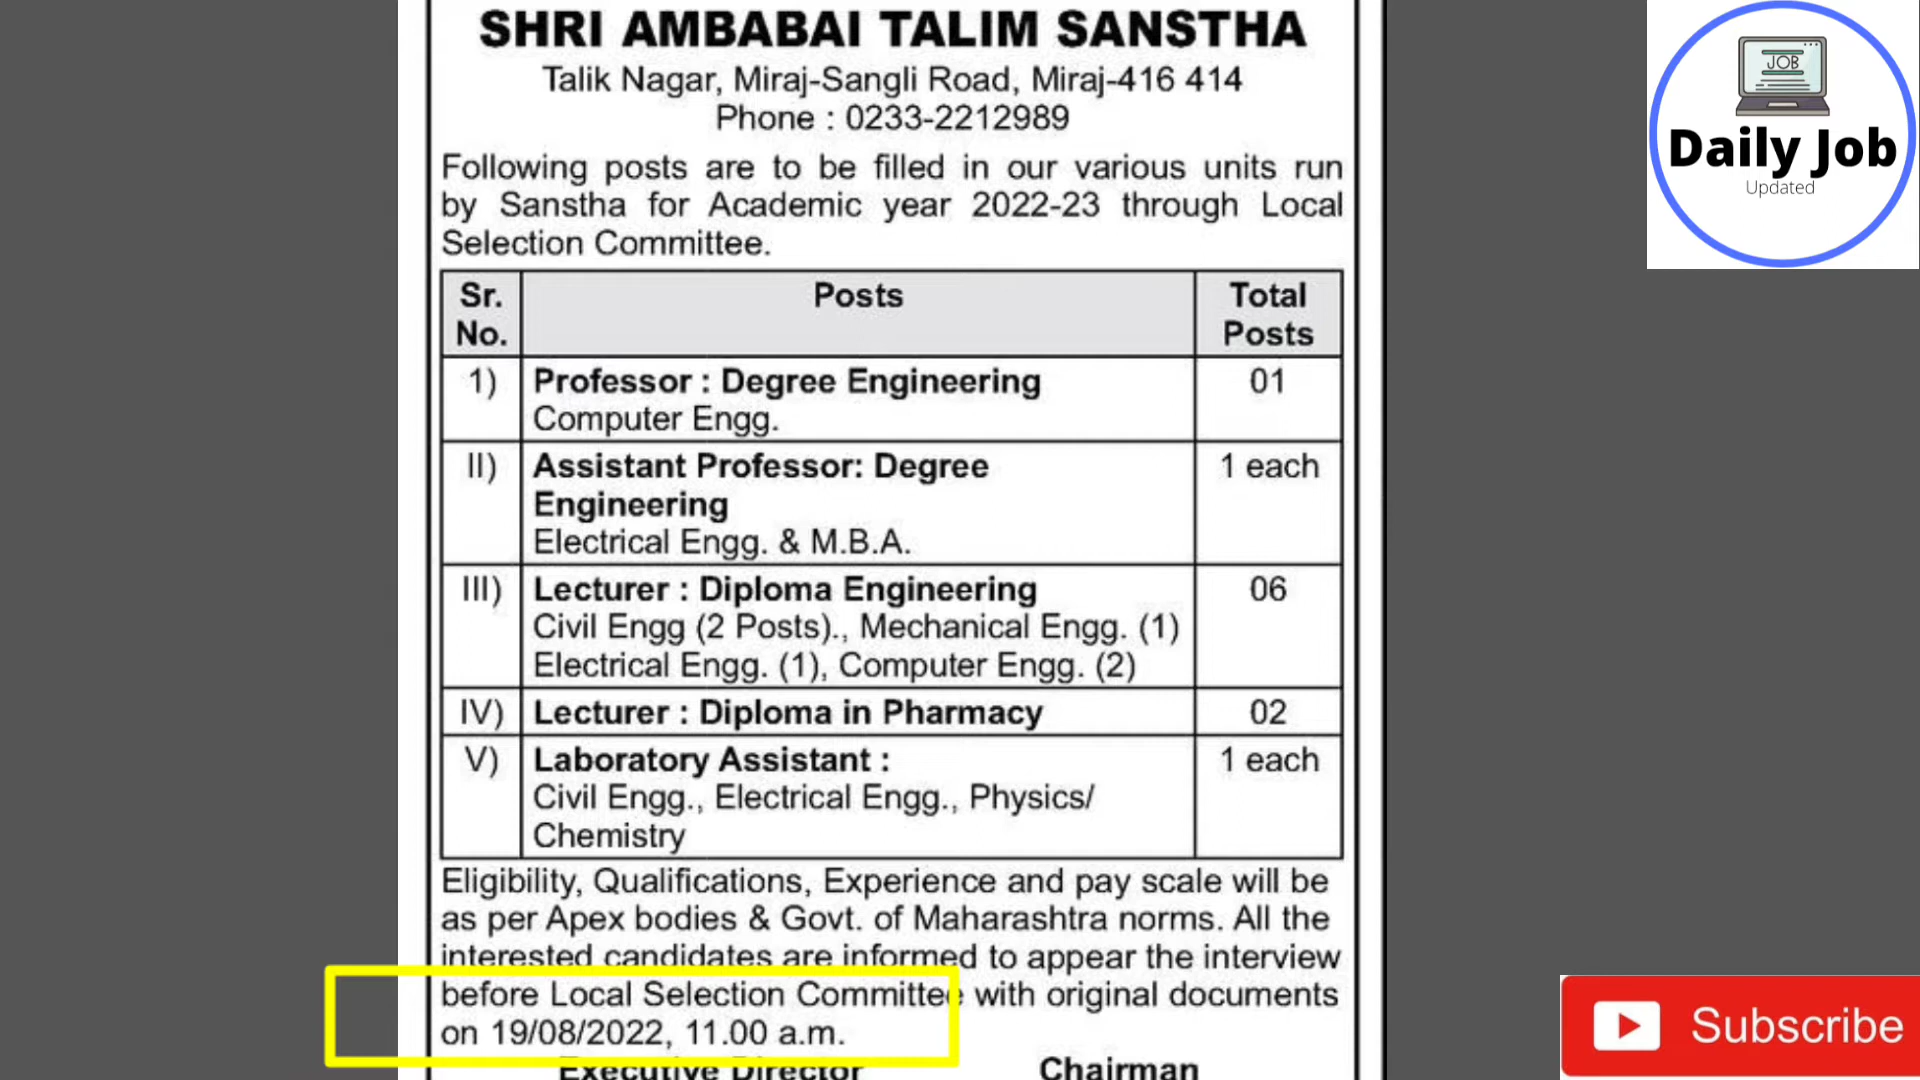 SHRI AMBABAI TALIM SANSTHA
Talik Nagar, Miraj-Sangli Road, Miraj-416 414
Phone : 0233-2212989
Following posts are to be filled in our various units run
by Sanstha for Academic year 2022-23 through Local
Selection Committee.
Sr. No. Posts Total Posts
1) Professor : Degree Engineering 01
Computer Engg.
II) Assistant Professor: Degree 1 each
Engineering
Electrical Engg. & M.B.A.
III) Lecturer : Diploma Engineering 06
Civil Engg (2 Posts)., Mechanical Engg. (1)
Electrical Engg. (1), Computer Engg. (2)
IV) Lecturer : Diploma in Pharmacy 02
V) Laboratory Assistant : 1 each
Civil Engg., Electrical Engg., Physics/
Chemistry
Eligibility, Qualifications, Experience and pay scale will be
as per Apex bodies & Govt. of Maharashtra norms. All the
interested candidates are informed to appear the interview
before Local Selection Committee with original documents
on 19/08/2022, 11.00 a.m.
Executive Director Chairman
JOB
Daily Job
Updated
Subscribe